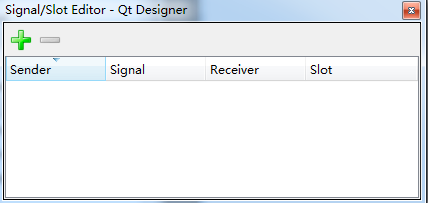 Signal/Slot Editor - Qt Designer
Sender Signal Receiver Slot